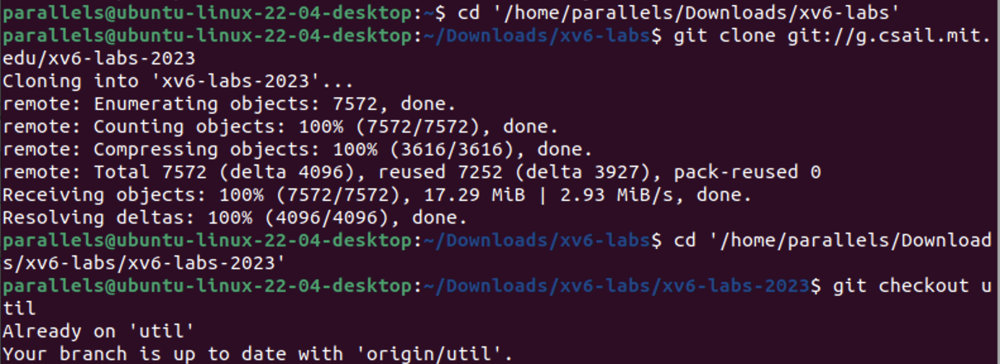 parallels@ubuntu-linux-22-04-desktop:~$ cd '/home/parallels/Downloads/xv6-labs'
parallels@ubuntu-linux-22-04-desktop:~/Downloads/xv6-labs$ git clone git://g.csail.mit.
edu/xv6-labs-2023
Cloning into 'xv6-labs-2023'...
remote: Enumerating objects: 7572, done.
remote: Counting objects: 100% (7572/7572), done.
remote: Compressing objects: 100% (3616/3616), done.
remote: Total 7572 (delta 4096), reused 7252 (delta 3927), pack-reused 0
Receiving objects: 100% (7572/7572), 17.29 MiB | 2.93 MiB/s, done.
Resolving deltas: 100% (4096/4096), done.
parallels@ubuntu-linux-22-04-desktop:~/Downloads/xv6-labs$ cd '/home/parallels/Download
s/xv6-labs/xv6-labs-2023'
parallels@ubuntu-linux-22-04-desktop:~/Downloads/xv6-labs/xv6-labs-2023$ git checkout u
til
Already on 'util'
Your branch is up to date with 'origin/util'.